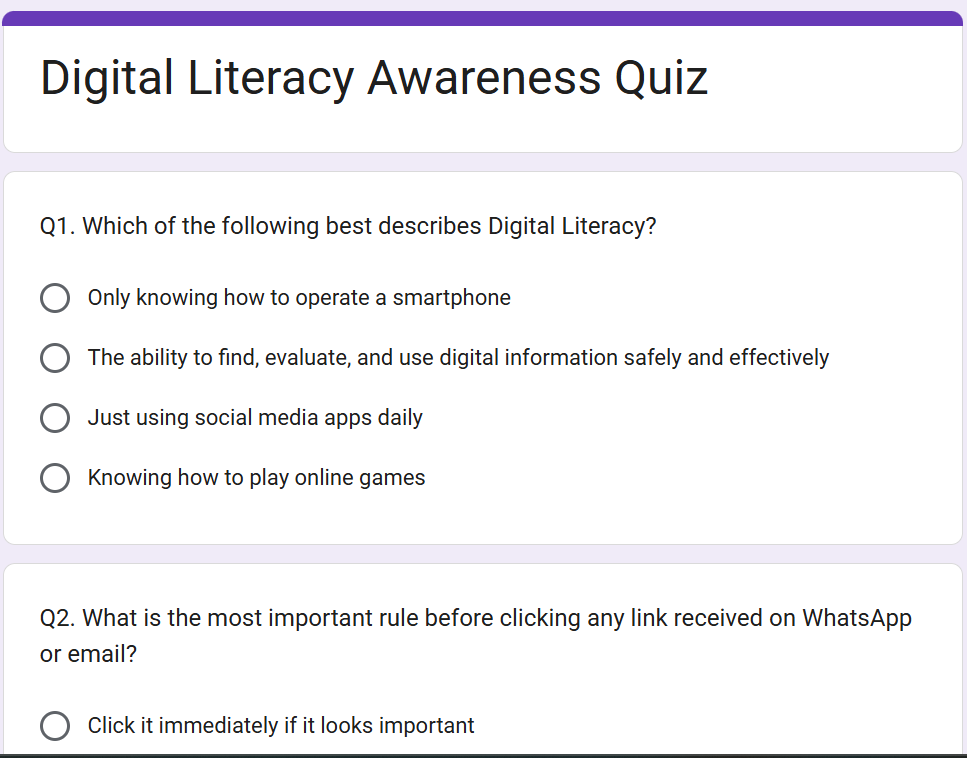 Digital Literacy Awareness Quiz
Q1. Which of the following best describes Digital Literacy?
Only knowing how to operate a smartphone
The ability to find, evaluate, and use digital information safely and effectively
Just using social media apps daily
Knowing how to play online games
Q2. What is the most important rule before clicking any link received on WhatsApp
or email?
Click it immediately if it looks important